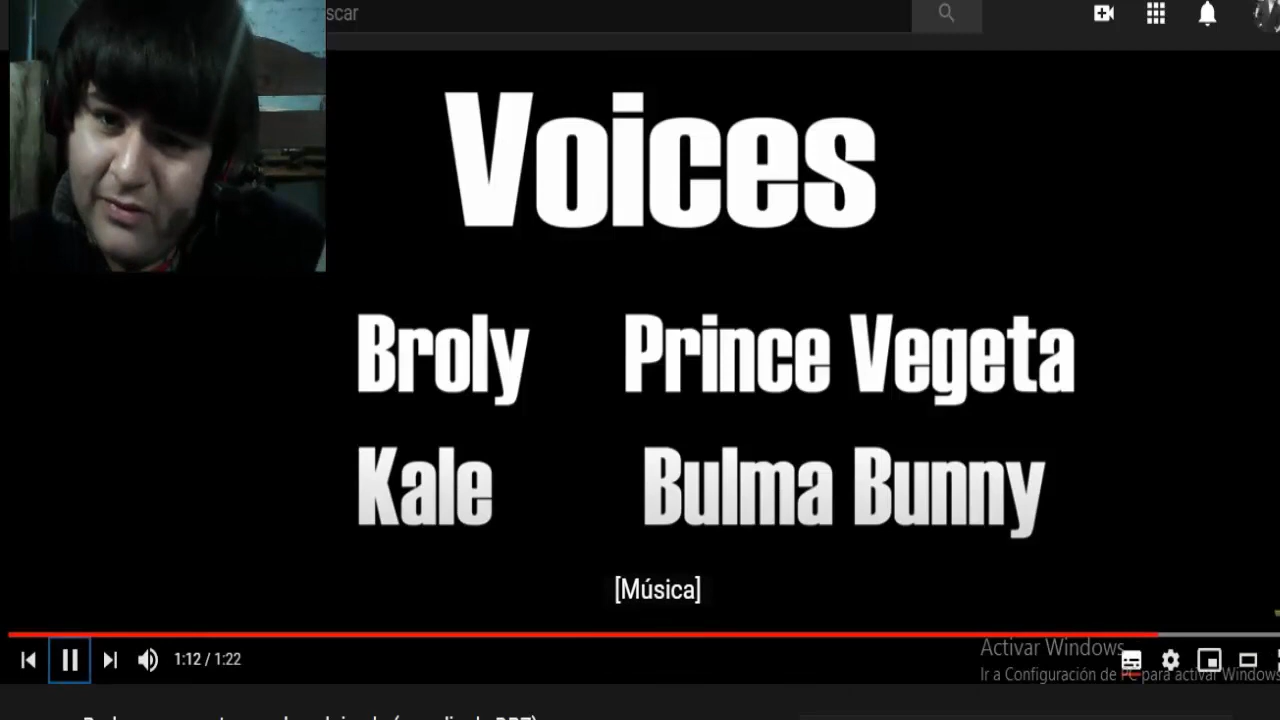 scar
Voices
Broly Prince Vegeta
Kale Bulma Bunny
[Música]
1:12 / 1:22
Activar Windows
Ir a Configuración de PC para activar Windows